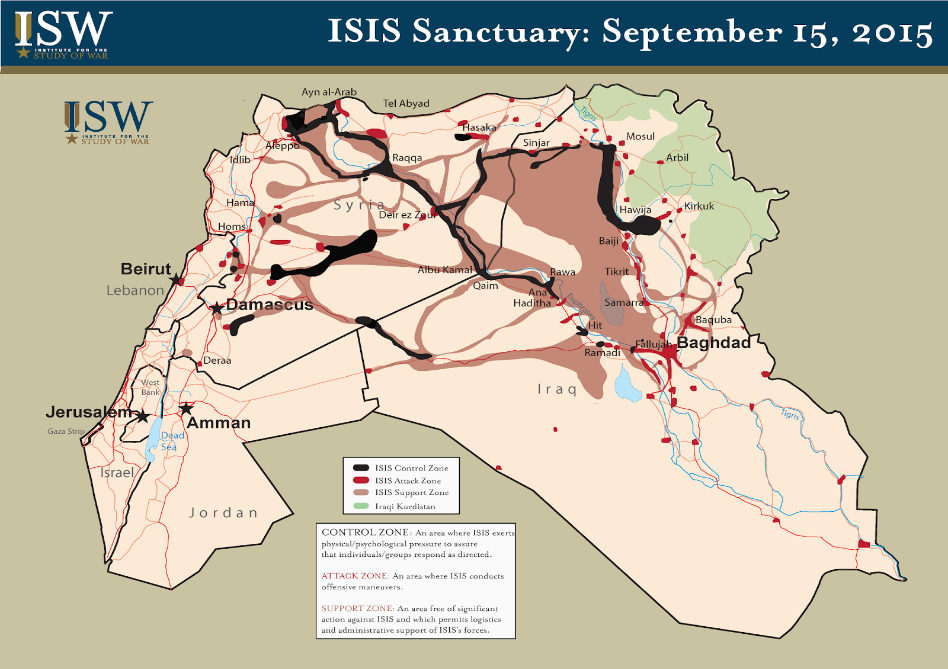 ISW
INSTITUTE FOR THE
STUDY OF WAR
ISIS Sanctuary: September 15, 2015
ISW
INSTITUTE FOR THE
STUDY OF WAR
Ayn al-Arab
Tel Abyad
Tigris
Hasaka
Mosul
Aleppo
Sinjar
Idlib
Raqqa
Arbil
Hama
Syria
Deir ez Zour
Hawija
Kirkuk
Homs
Baiji
Beirut
Albu Kamal
Rawa
Tikrit
Lebanon
Qaim
Ana
Haditha
Euphrates
Samarra
Damascus
Hit
Baquba
Fallujah
Baghdad
Ramadi
Deraa
West
Bank
Iraq
Jerusalem
Amman
Tigris
Gaza Strip
Dead
Sea
Israel
Jordan
ISIS Control Zone
ISIS Attack Zone
ISIS Support Zone
Iraqi Kurdistan
CONTROL ZONE: An area where ISIS exerts
physical/psychological pressure to assure
that individuals/groups respond as directed.
ATTACK ZONE: An area where ISIS conducts
offensive maneuvers.
SUPPORT ZONE: An area free of significant
action against ISIS and which permits logistics
and administrative support of ISIS's forces.